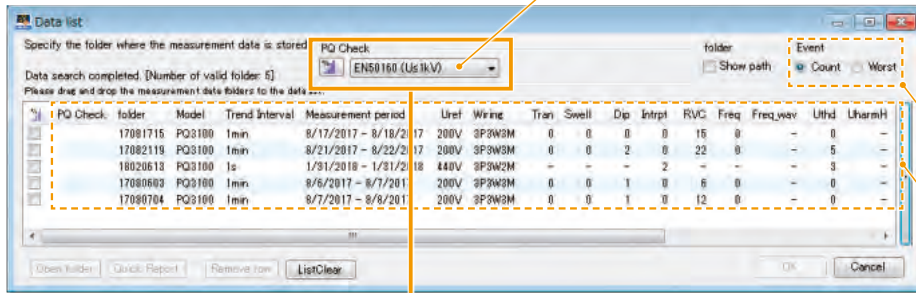 Data list
Specify the folder where the measurement data is stored
PQ Check
EN50160 (Us1kV)
folder
Show path
Event
Count Worst
Data search completed. [Number of valid folder 5]
Please drag and drop the measurement data folders to the data list.
PQ Check folder Model Trend Interval Measurement period Uref Wiring Tran Swell Dip Intrpt RVC Freq Freq_wav Uthd UharmH
17081715 PQ3100 1min 8/17/2017 - 8/18/2017 200V 3P3W3M 0 0 0 0 15 0 - 0 -
17082119 PQ3100 1min 8/21/2017 - 8/22/2017 200V 3P3W3M 0 0 2 0 22 0 - 5 -
18020613 PQ3100 1s 1/31/2018 - 1/31/2018 440V 3P3W2M - - - 2 - - 3 -
17080603 PQ3100 1min 8/6/2017 - 8/7/2017 200V 3P3W3M 0 0 1 0 6 0 - 0 -
17080704 PQ3100 1min 8/7/2017 - 8/8/2017 200V 3P3W3M 0 0 1 0 12 0 - 0 -
Open folder Quick Report Remove row ListClear OK Cancel